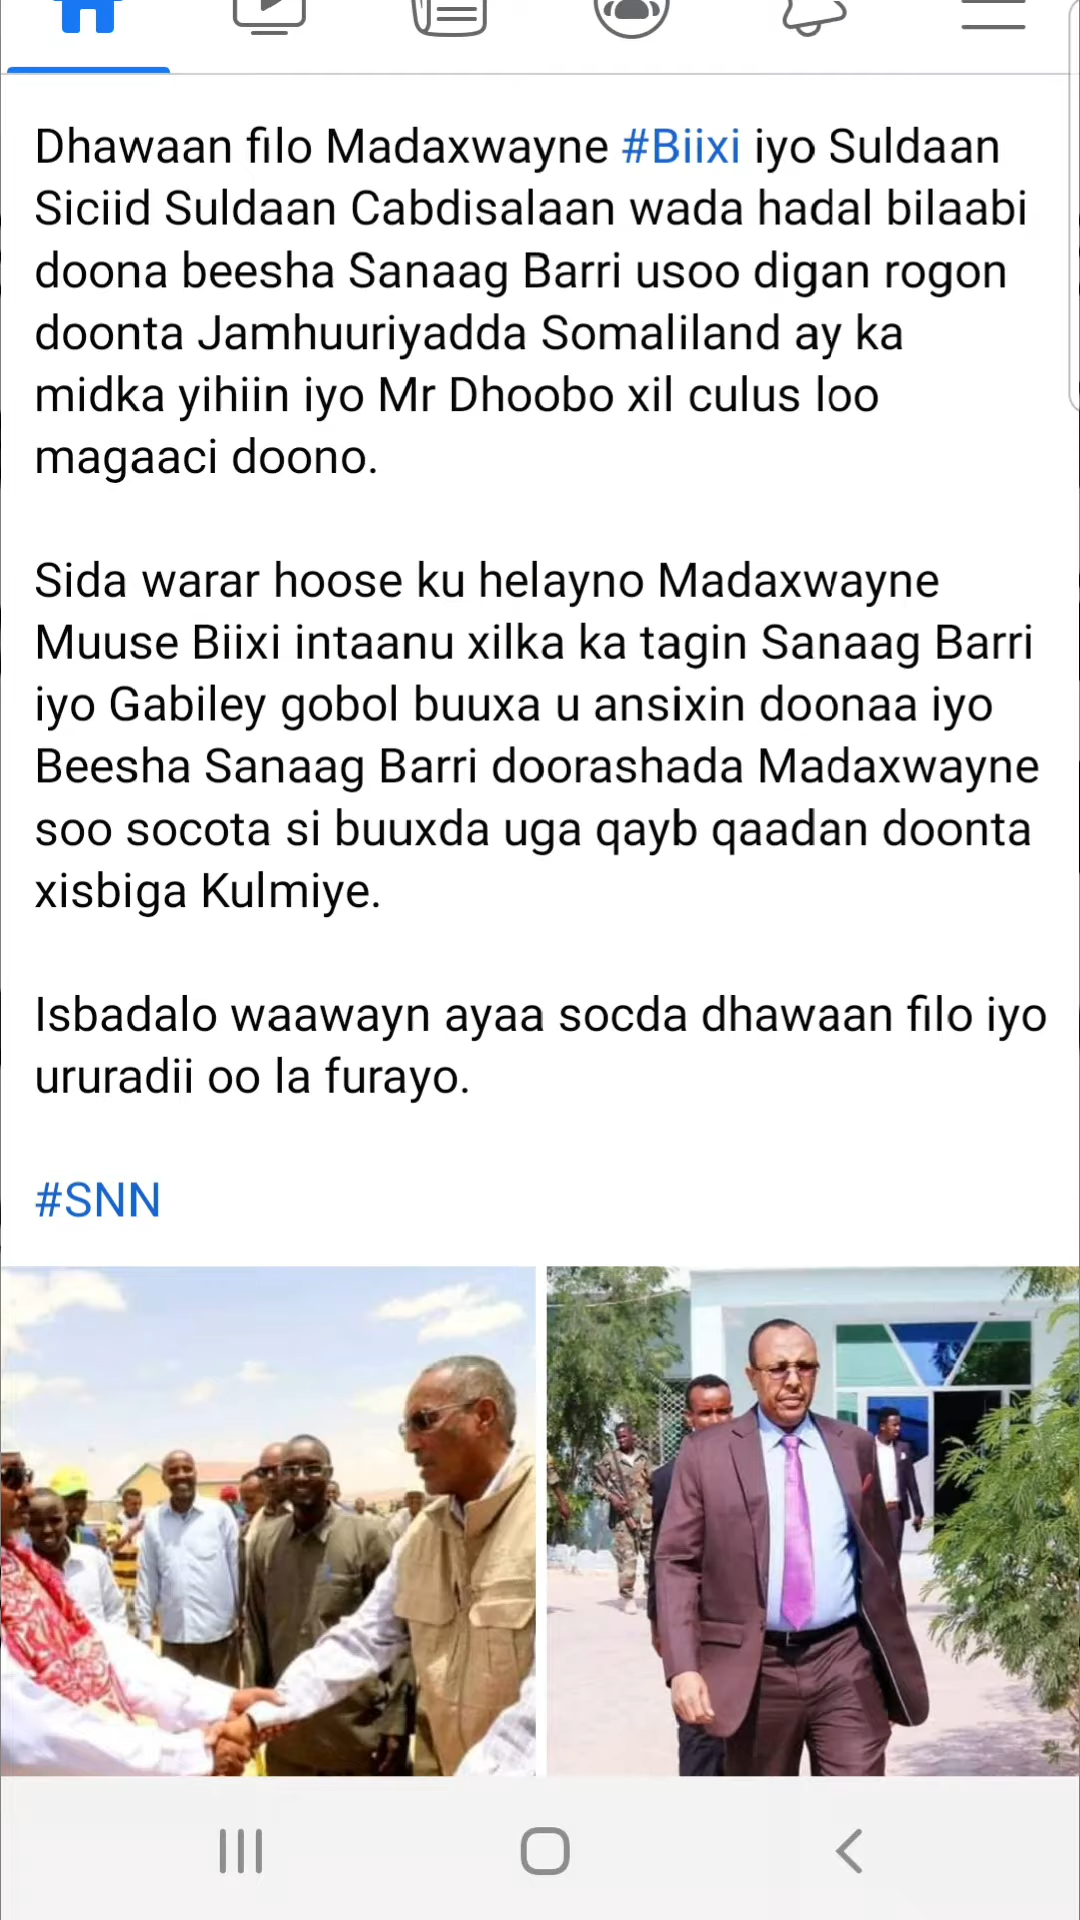 Dhawaan filo Madaxwayne #Biixi iyo Suldaan
Siciid Suldaan Cabdisalaan wada hadal bilaabi
doona beesha Sanaag Barri usoo digan rogon
doonta Jamhuuriyadda Somaliland ay ka
midka yihiin iyo Mr Dhoobo xil culus loo
magaaci doono.
Sida warar hoose ku helayno Madaxwayne
Muuse Biixi intaanu xilka ka tagin Sanaag Barri
iyo Gabiley gobol buuxa u ansixin doonaa iyo
Beesha Sanaag Barri doorashada Madaxwayne
soo socota si buuxda uga qayb qaadan doonta
xisbiga Kulmiye.
Isbadalo waawayn ayaa socda dhawaan filo iyo
ururadii oo la furayo.
#SNN